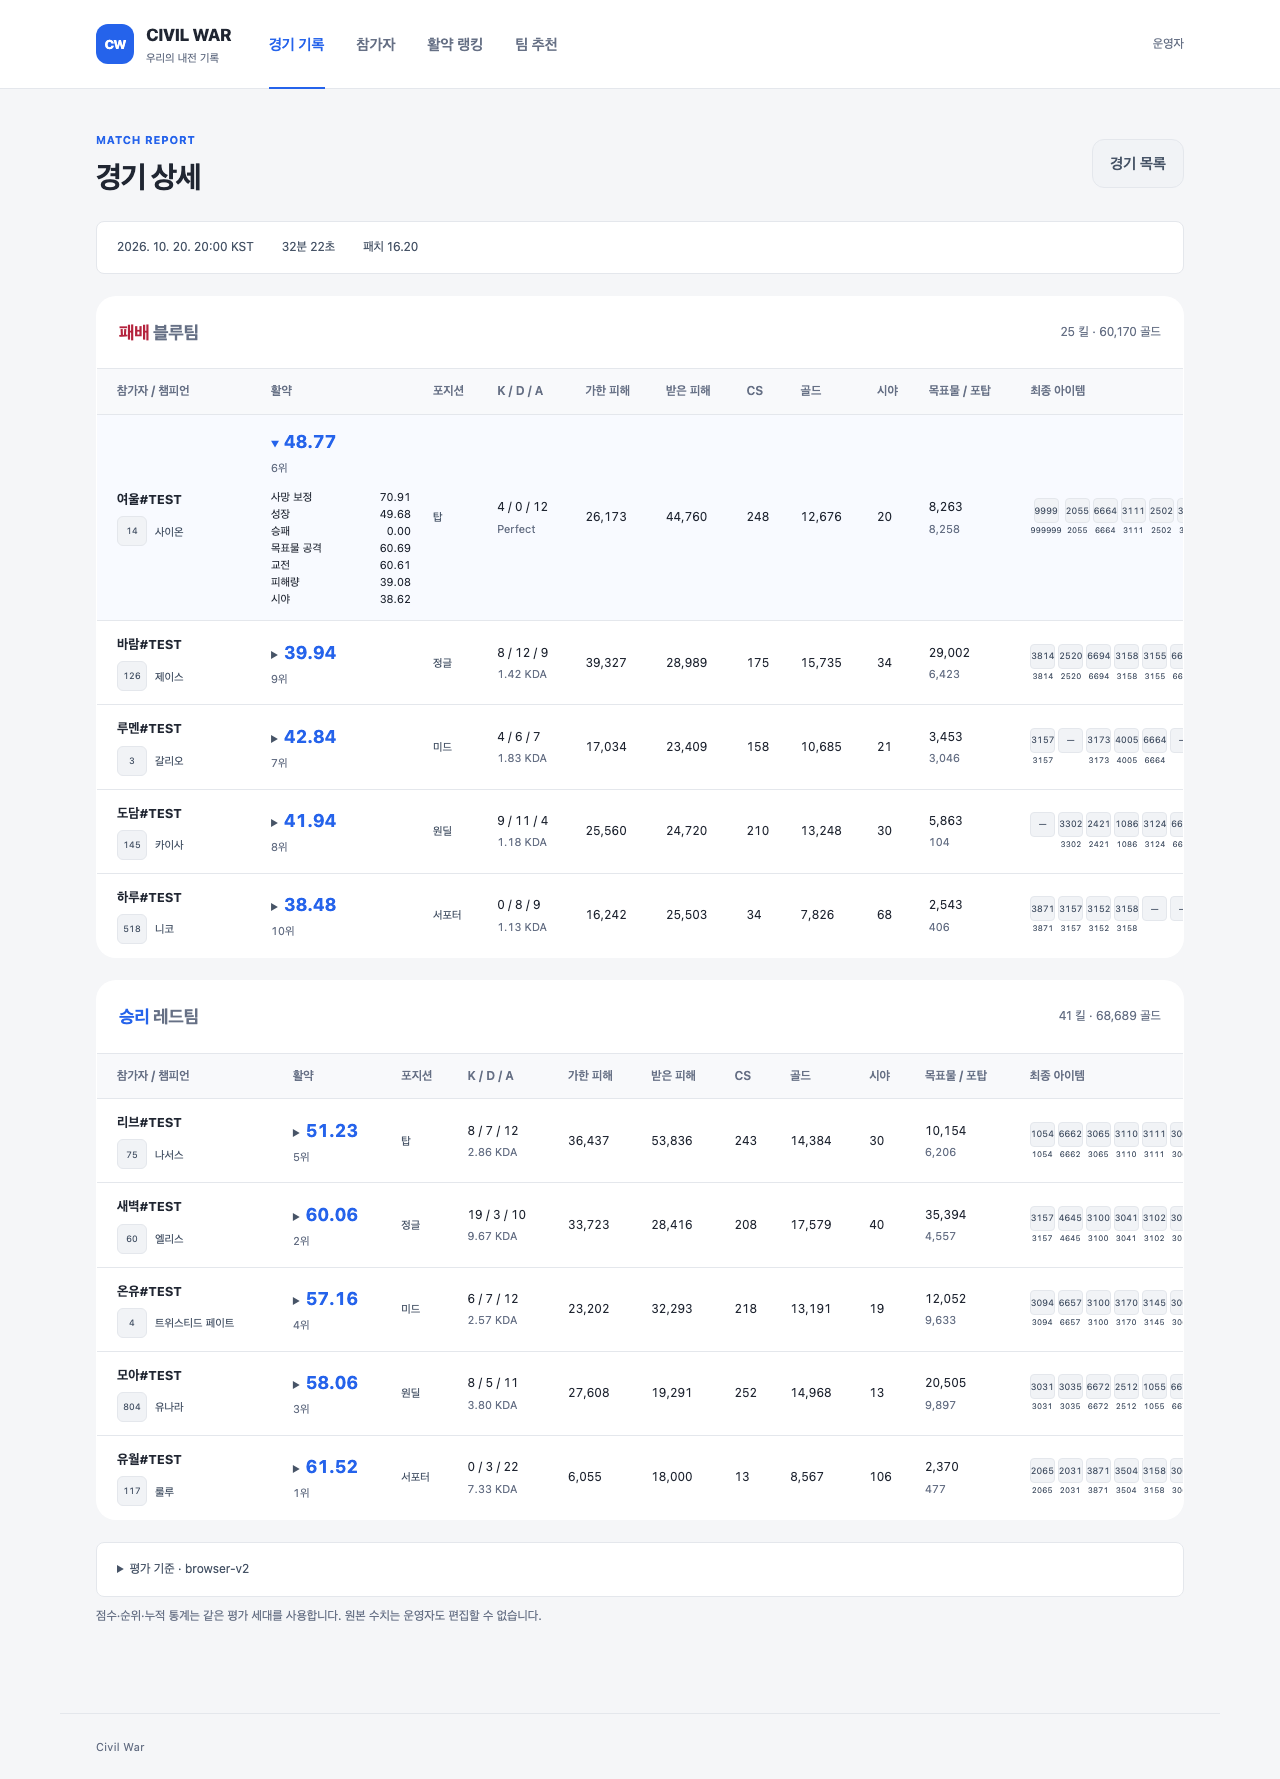 CW
CIVIL WAR
우리의 내전 기록
경기 기록 참가자 활약 랭킹 팀 추천 운영자
MATCH REPORT
경기 상세
경기 목록
2026. 10. 20. 20:00 KST 32분 22초 패치 16.20
패배 블루팀 25 킬 · 60,170 골드
참가자 / 챔피언 활약 포지션 K / D / A 가한 피해 받은 피해 CS 골드 시야 목표물 / 포탑 최종 아이템
여울#TEST
14 사이온
▼ 48.77
6위
사망 보정 70.91
성장 49.68
승패 0.00
목표물 공격 60.69
교전 60.61
피해량 39.08
시야 38.62
탑
4 / 0 / 12
Perfect
26,173 44,760 248 12,676 20
8,263
8,258
9999 2055 6664 3111 2502
999999 2055 6664 3111 2502
바람#TEST
126 제이스
▶ 39.94
9위
정글
8 / 12 / 9
1.42 KDA
39,327 28,989 175 15,735 34
29,002
6,423
3814 2520 6694 3158 3155
3814 2520 6694 3158 3155
루멘#TEST
3 갈리오
▶ 42.84
7위
미드
4 / 6 / 7
1.83 KDA
17,034 23,409 158 10,685 21
3,453
3,046
3157 — 3173 4005 6664
3157 3173 4005 6664
도담#TEST
145 카이사
▶ 41.94
8위
원딜
9 / 11 / 4
1.18 KDA
25,560 24,720 210 13,248 30
5,863
104
— 3302 2421 1086 3124
3302 2421 1086 3124
하루#TEST
518 니코
▶ 38.48
10위
서포터
0 / 8 / 9
1.13 KDA
16,242 25,503 34 7,826 68
2,543
406
3871 3157 3152 3158 —
3871 3157 3152 3158
승리 레드팀 41 킬 · 68,689 골드
참가자 / 챔피언 활약 포지션 K / D / A 가한 피해 받은 피해 CS 골드 시야 목표물 / 포탑 최종 아이템
리브#TEST
75 나서스
▶ 51.23
5위
탑
8 / 7 / 12
2.86 KDA
36,437 53,836 243 14,384 30
10,154
6,206
1054 6662 3065 3110 3111
1054 6662 3065 3110 3111
새벽#TEST
60 엘리스
▶ 60.06
2위
정글
19 / 3 / 10
9.67 KDA
33,723 28,416 208 17,579 40
35,394
4,557
3157 4645 3100 3041 3102
3157 4645 3100 3041 3102
온유#TEST
4 트위스티드 페이트
▶ 57.16
4위
미드
6 / 7 / 12
2.57 KDA
23,202 32,293 218 13,191 19
12,052
9,633
3094 6657 3100 3170 3145
3094 6657 3100 3170 3145
모아#TEST
804 유나라
▶ 58.06
3위
원딜
8 / 5 / 11
3.80 KDA
27,608 19,291 252 14,968 13
20,505
9,897
3031 3035 6672 2512 1055
3031 3035 6672 2512 1055
유월#TEST
117 룰루
▶ 61.52
1위
서포터
0 / 3 / 22
7.33 KDA
6,055 18,000 13 8,567 106
2,370
477
2065 2031 3871 3504 3158
2065 2031 3871 3504 3158
▶ 평가 기준 · browser-v2
점수·순위·누적 통계는 같은 평가 세대를 사용합니다. 원본 수치는 운영자도 편집할 수 없습니다.
Civil War